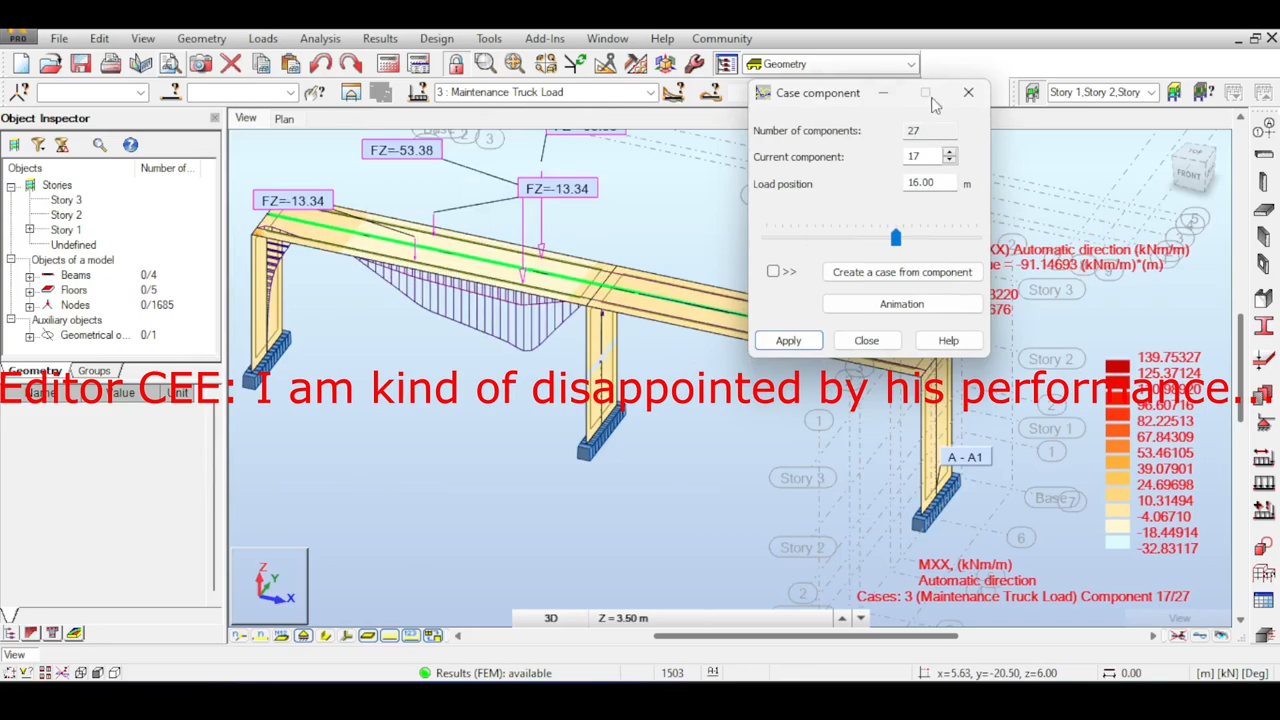 PRO
File Edit View Geometry Loads Analysis Results Design Tools Add-Ins Window Help Community
Geometry
3 : Maintenance Truck Load
Story 1,Story 2,Story
Object Inspector
Objects Number of...
Stories
Story 3
Story 2
Story 1
Undefined
Objects of a model
Beams 0/4
Floors 0/5
Nodes 0/1685
Auxiliary objects
Geometrical o... 0/1
Geometry Groups
Name Value Unit
View Plan
FZ=-53.38
FZ=-13.34
FZ=-13.34
Case component
Number of components: 27
Current component: 17
Load position 16.00 m
>> Create a case from component
Animation
Apply Close Help
FRONT
XX) Automatic direction (kNm/m)
e = -91.14693 (kNm/m)*(m)
Story 3
Story 2
Story 1
Base
Story 3
Story 2
A - A1
Editor CEE: I am kind of disappointed by his performance...
139.75327
125.37124
96.60716
82.22513
67.84309
53.46105
39.07901
24.69698
10.31494
-4.06710
-18.44914
-32.83117
MXX, (kNm/m)
Automatic direction
Cases: 3 (Maintenance Truck Load) Component 17/27
Z
Y
X
3D Z = 3.50 m
View
View
Results (FEM): available 1503 x=5.63, y=-20.50, z=6.00 0.00 [m] [kN] [Deg]